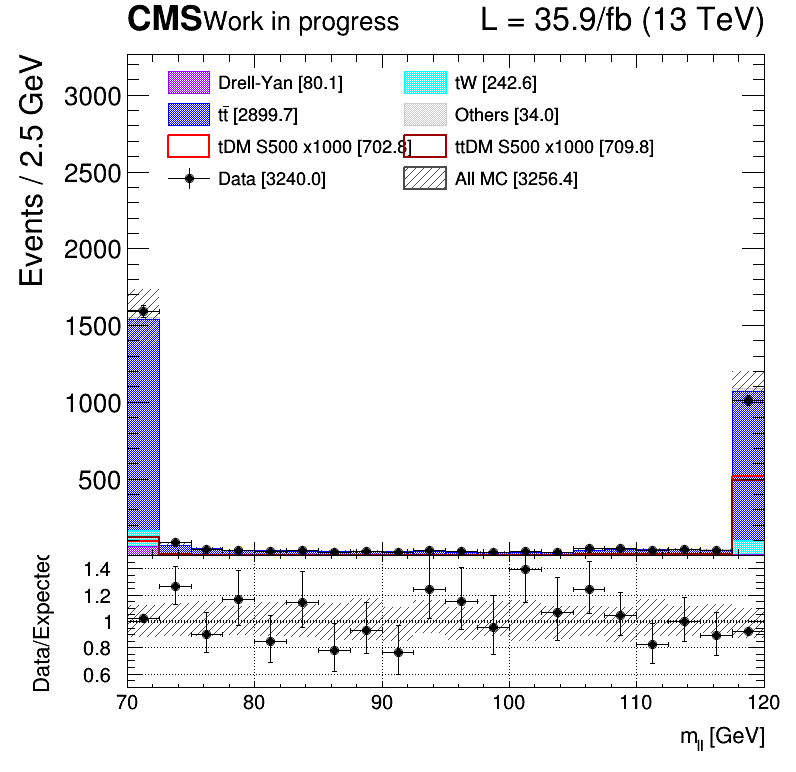 CMS Work in progress L = 35.9/fb (13 TeV)
Events / 2.5 GeV
3000
2500
2000
1500
1000
500
Drell-Yan [80.1] tW [242.6]
tt̄ [2899.7] Others [34.0]
tDM S500 x1000 [702.8] ttDM S500 x1000 [709.8]
Data [3240.0] All MC [3256.4]
Data/Expected
1.4
1.2
1
0.8
0.6
70 80 90 100 110 120
m_ll [GeV]